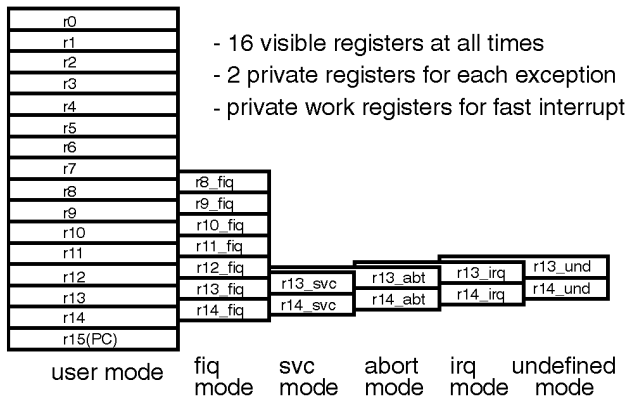 r0
r1
r2
r3
r4
r5
r6
r7
r8
r9
r10
r11
r12
r13
r14
r15(PC)
user mode
- 16 visible registers at all times
- 2 private registers for each exception
- private work registers for fast interrupt
r8_fiq
r9_fiq
r10_fiq
r11_fiq
r12_fiq
r13_fiq
r14_fiq
fiq
mode
r13_svc
r14_svc
svc
mode
r13_abt
r14_abt
abort
mode
r13_irq
r14_irq
irq
mode
r13_und
r14_und
undefined
mode